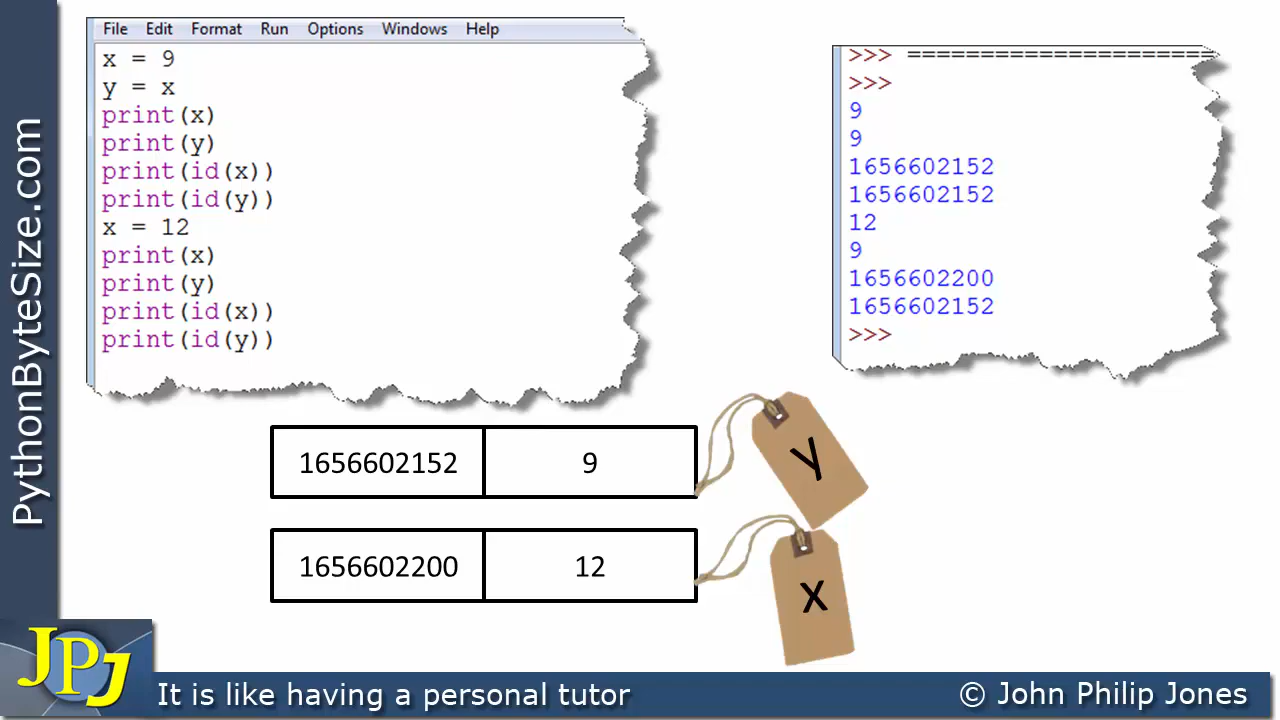 PythonByteSize.com
File Edit Format Run Options Windows Help
x = 9
y = x
print(x)
print(y)
print(id(x))
print(id(y))
x = 12
print(x)
print(y)
print(id(x))
print(id(y))
>>> ======================
>>>
9
9
1656602152
1656602152
12
9
1656602200
1656602152
>>>
1656602152 9
y
1656602200 12
x
JPJ
It is like having a personal tutor
© John Philip Jones